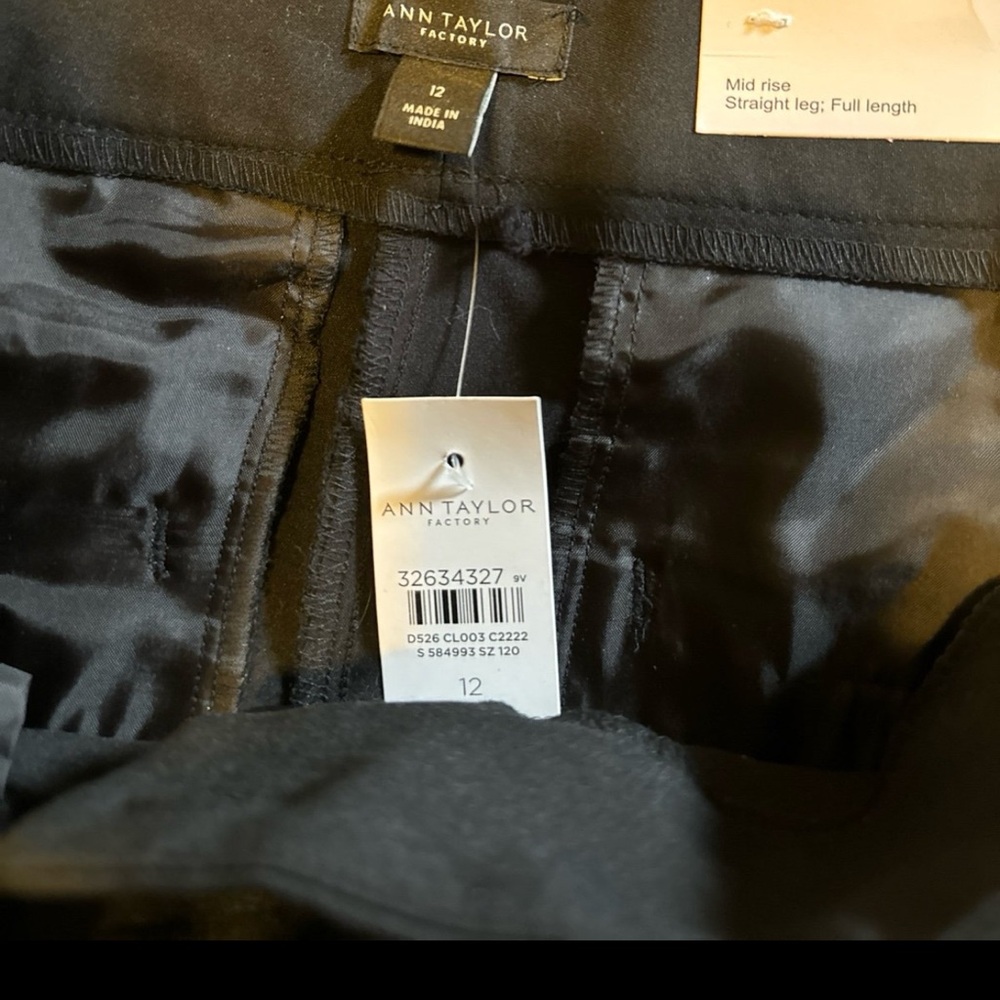 ANN TAYLOR
FACTORY
12
MADE IN
INDIA
Mid rise
Straight leg; Full length
ANN TAYLOR
FACTORY
32634327 9V
D526 CL003 C2222
S 584993 SZ 120
12